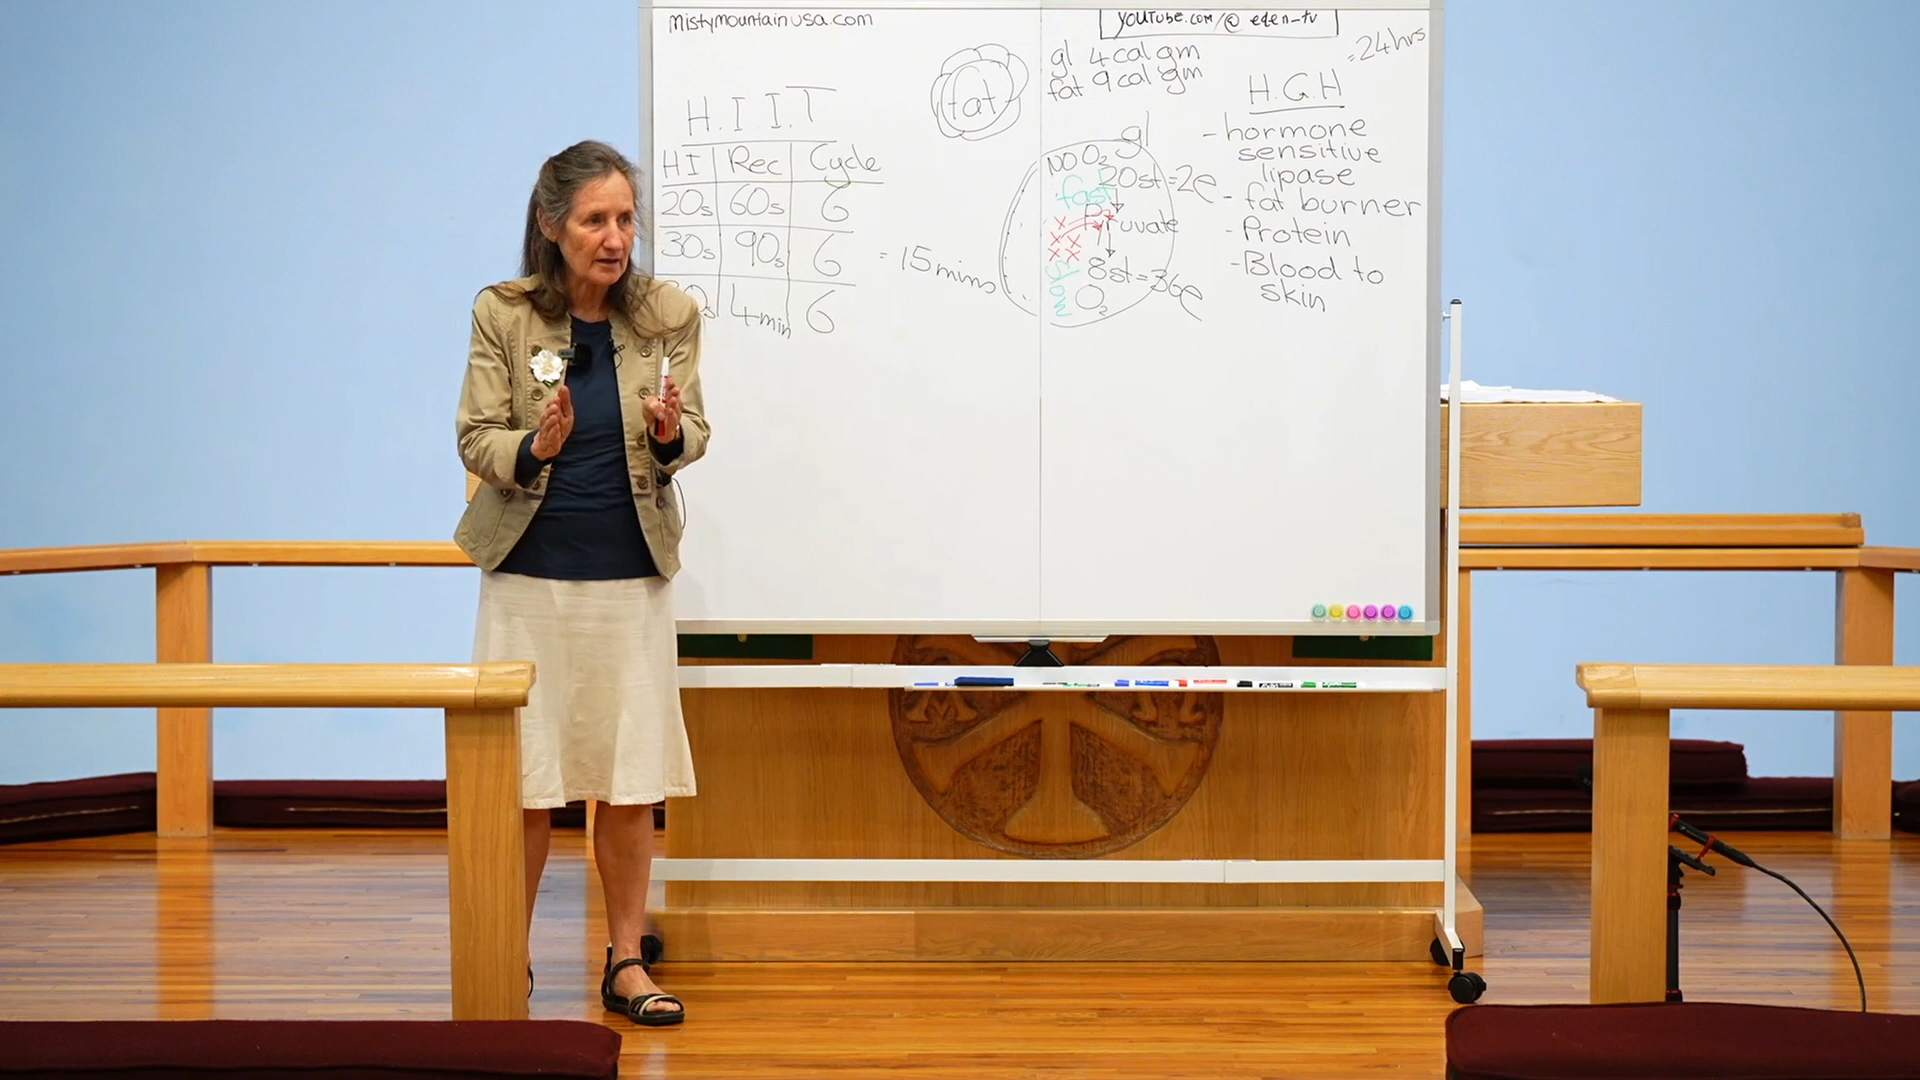 mistymountainusa.com
youTube.com/@eden-tv
H.I.I.T
HI Rec Cycle
20s 60s 6
30s 90s 6
0s 4min 6
= 15 mins
fat
gl 4 cal gm
fat 9 cal gm
gl
NO O2
fast
20st = 2e
Pyruvate
x x x x x x
slow
8st = 36e
O2
= 24 hrs
H.G.H
- hormone
sensitive
lipase
- fat burner
- Protein
- Blood to
skin